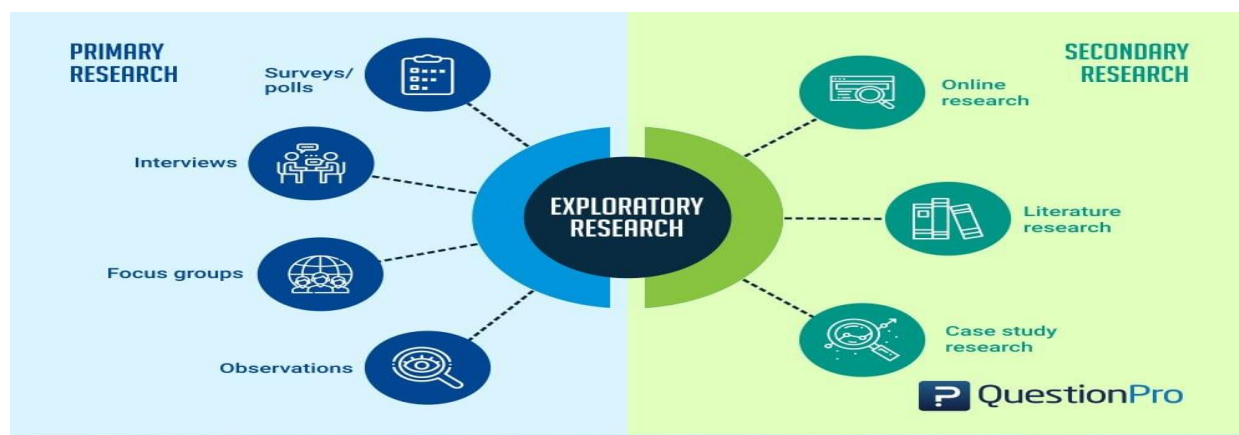 PRIMARY
RESEARCH
Surveys/
polls
Interviews
Focus groups
Observations
EXPLORATORY
RESEARCH
SECONDARY
RESEARCH
Online
research
Literature
research
Case study
research
QuestionPro